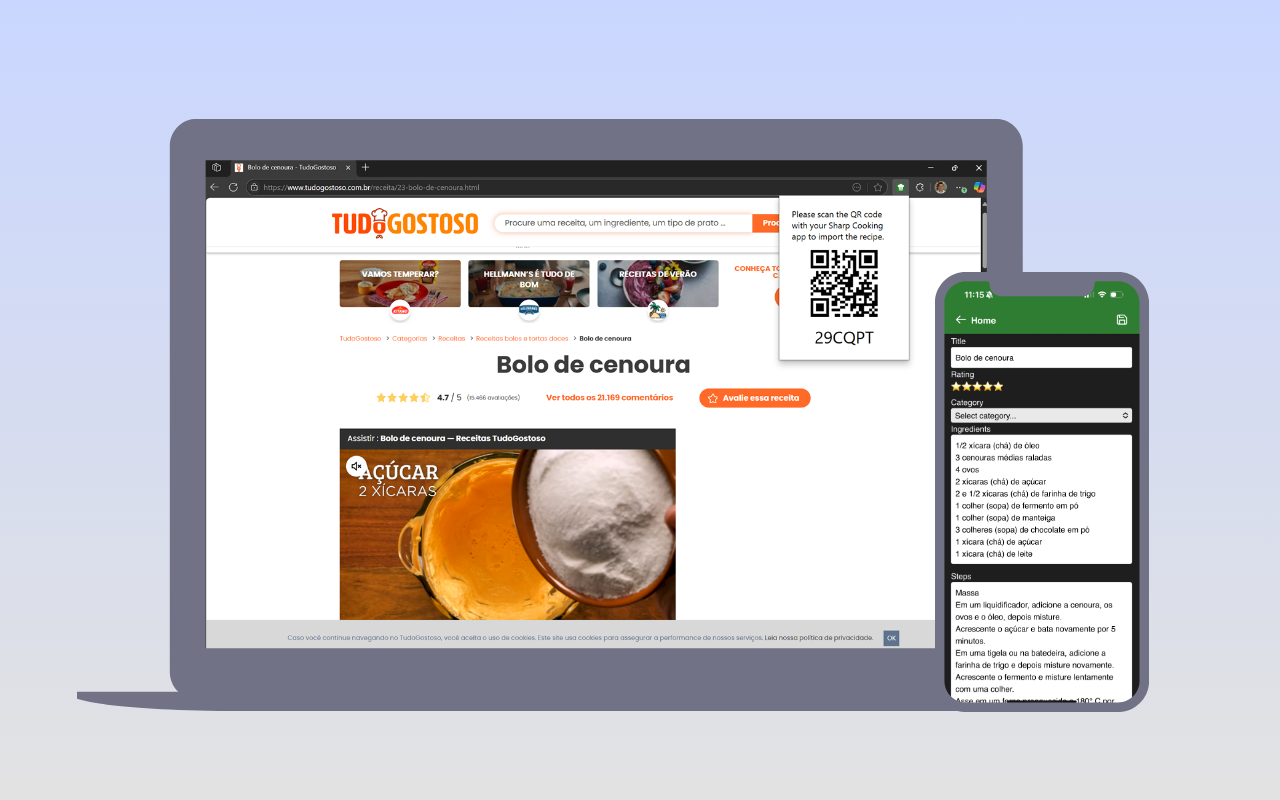 Bolo de cenoura - TudoGostoso
https://www.tudogostoso.com.br/receita/23-bolo-de-cenoura.html
TUDOGOSTOSO
Procure uma receita, um ingrediente, um tipo de prato ...
Please scan the QR code
with your Sharp Cooking
app to import the recipe.
29CQPT
VAMOS TEMPERAR?
HELLMANN'S É TUDO DE
BOM
RECEITAS DE VERÃO
CONHEÇA
TudoGostoso > Categorias > Receitas > Receitas bolos e tortas doces > Bolo de cenoura
Bolo de cenoura
4.7 / 5 (19.466 avaliações)
Ver todos os 21.169 comentários
Avalie essa receita
Assistir : Bolo de cenoura — Receitas TudoGostoso
AÇÚCAR
2 XÍCARAS
Caso você continue navegando no TudoGostoso, você aceita o uso de cookies. Este site usa cookies para assegurar a performance de nossos serviços. Leia nossa política de privacidade.
OK
11:15
Home
Title
Bolo de cenoura
Rating
Category
Select category...
Ingredients
1/2 xícara (chá) de óleo
3 cenouras médias raladas
4 ovos
2 xícaras (chá) de açúcar
2 e 1/2 xícaras (chá) de farinha de trigo
1 colher (sopa) de fermento em pó
1 colher (sopa) de manteiga
3 colheres (sopa) de chocolate em pó
1 xícara (chá) de açúcar
1 xícara (chá) de leite
Steps
Massa
Em um liquidificador, adicione a cenoura, os
ovos e o óleo, depois misture.
Acrescente o açúcar e bata novamente por 5
minutos.
Em uma tigela ou na batedeira, adicione a
farinha de trigo e depois misture novamente.
Acrescente o fermento e misture lentamente
com uma colher.
Asse em um forno preaquecido a 180° C por